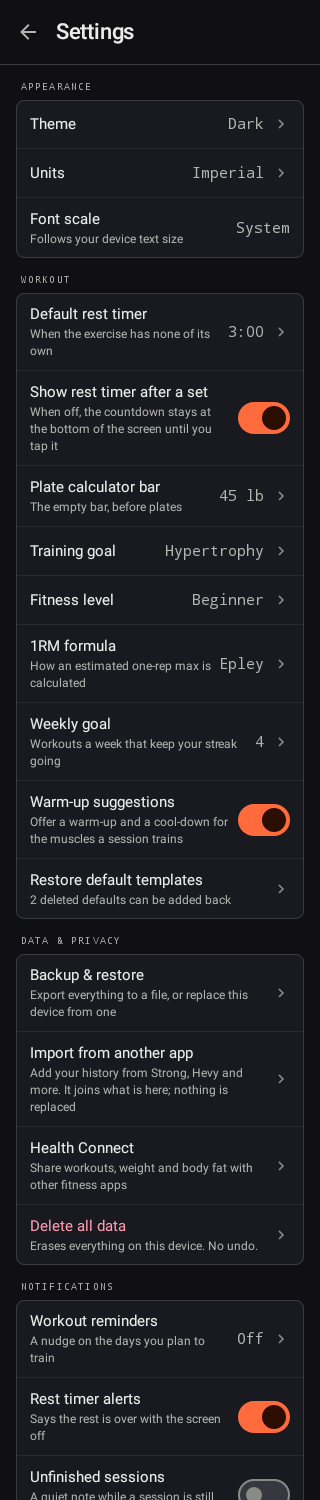 Settings
APPEARANCE
Theme
Dark
Units
Imperial
Font scale
Follows your device text size
System
WORKOUT
Default rest timer
When the exercise has none of its
own
3:00
Show rest timer after a set
When off, the countdown stays at
the bottom of the screen until you
tap it
Plate calculator bar
The empty bar, before plates
45 lb
Training goal
Hypertrophy
Fitness level
Beginner
1RM formula
How an estimated one-rep max is
calculated
Epley
Weekly goal
Workouts a week that keep your streak
going
4
Warm-up suggestions
Offer a warm-up and a cool-down for
the muscles a session trains
Restore default templates
2 deleted defaults can be added back
DATA & PRIVACY
Backup & restore
Export everything to a file, or replace this
device from one
Import from another app
Add your history from Strong, Hevy and
more. It joins what is here; nothing is
replaced
Health Connect
Share workouts, weight and body fat with
other fitness apps
Delete all data
Erases everything on this device. No undo.
NOTIFICATIONS
Workout reminders
A nudge on the days you plan to
train
Off
Rest timer alerts
Says the rest is over with the screen
off
Unfinished sessions
A quiet note while a session is still